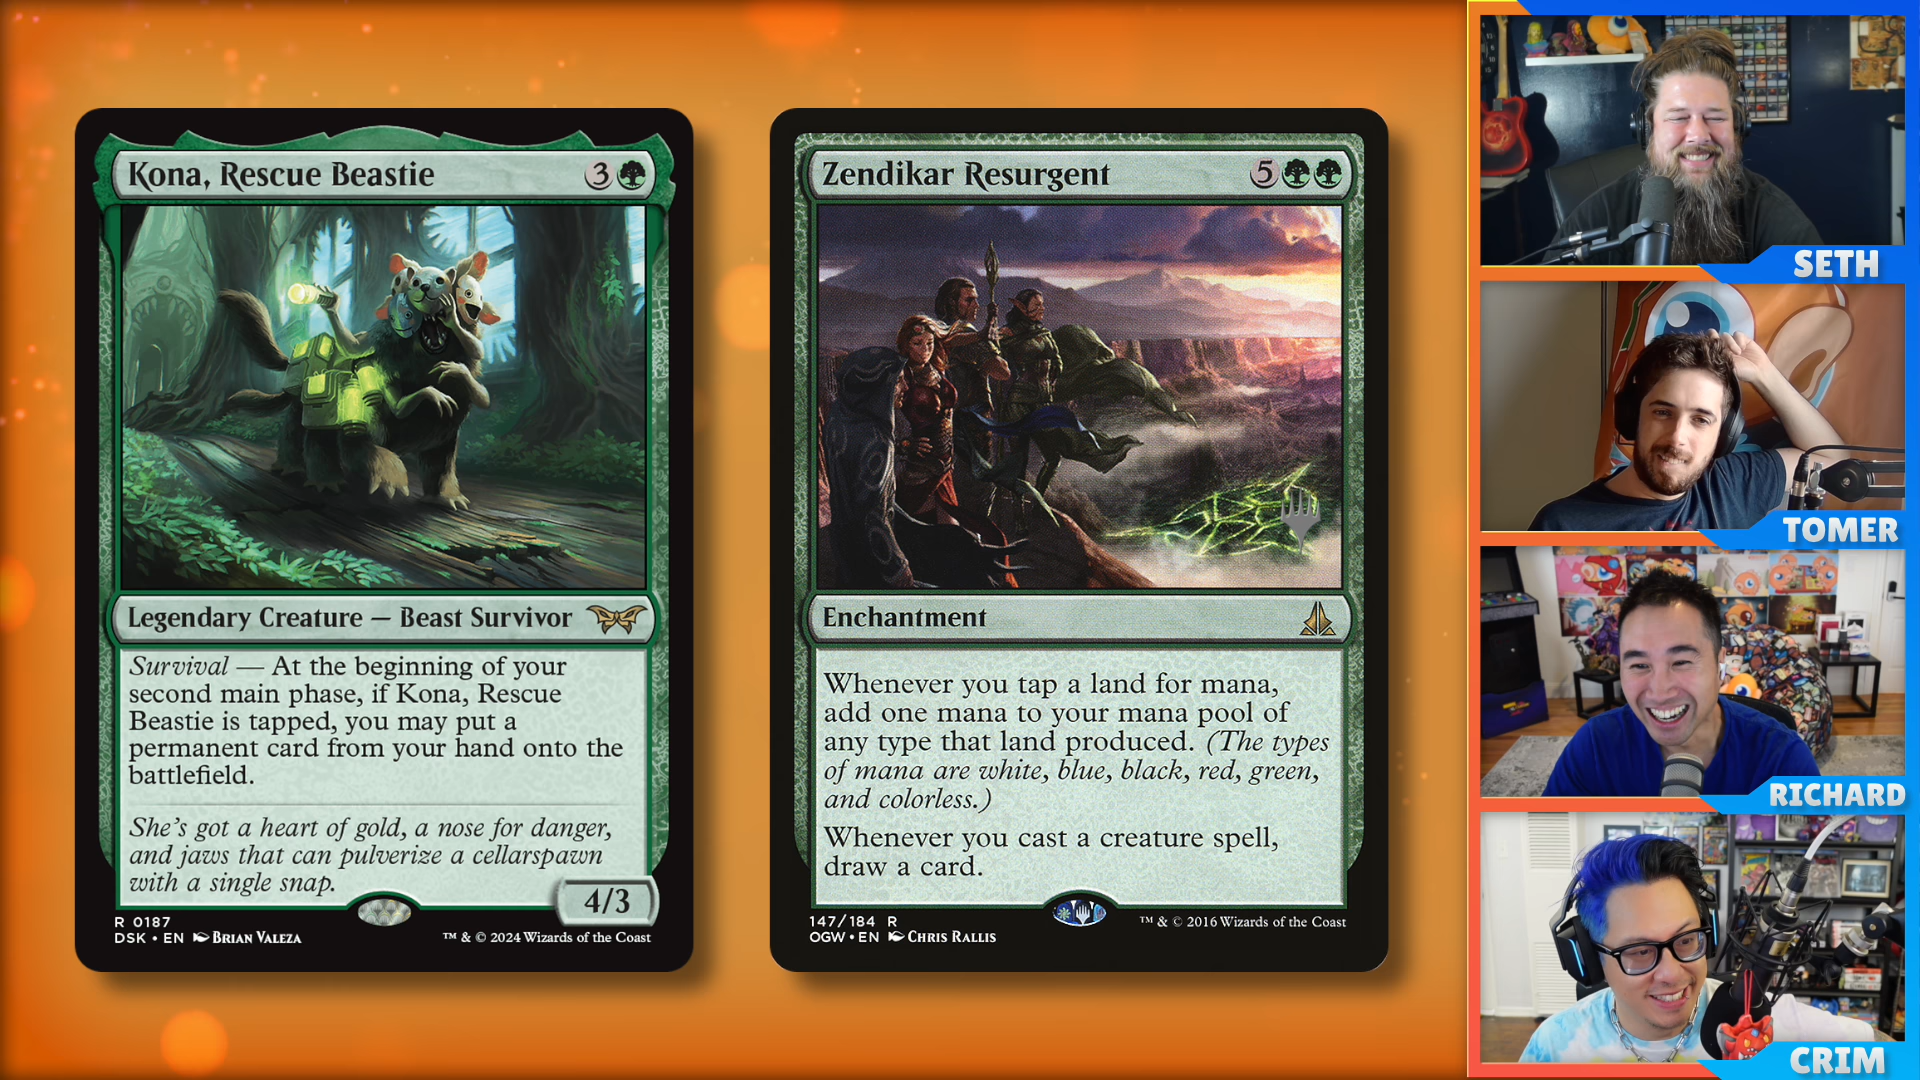 Kona, Rescue Beastie 3
Legendary Creature — Beast Survivor
Survival — At the beginning of your
second main phase, if Kona, Rescue
Beastie is tapped, you may put a
permanent card from your hand onto the
battlefield.
She's got a heart of gold, a nose for danger,
and jaws that can pulverize a cellarspawn
with a single snap.
4/3
R 0187
DSK • EN BRIAN VALEZA
™ & © 2024 Wizards of the Coast
Zendikar Resurgent 5
Enchantment
Whenever you tap a land for mana,
add one mana to your mana pool of
any type that land produced. (The types
of mana are white, blue, black, red, green,
and colorless.)
Whenever you cast a creature spell,
draw a card.
147/184 R
OGW • EN CHRIS RALLIS
™ & © 2016 Wizards of the Coast
SETH
TOMER
RICHARD
CRIM